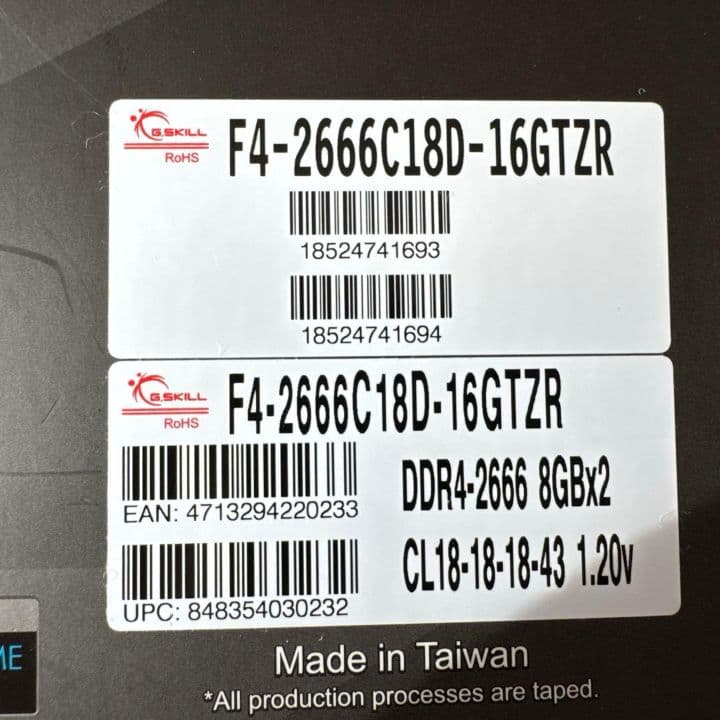 G.SKILL
RoHS
F4-2666C18D-16GTZR
18524741693
18524741694
G.SKILL
RoHS
F4-2666C18D-16GTZR
EAN: 4713294220233
DDR4-2666 8GBx2
UPC: 848354030232
CL18-18-18-43 1.20v
ME
Made in Taiwan
*All production processes are taped.